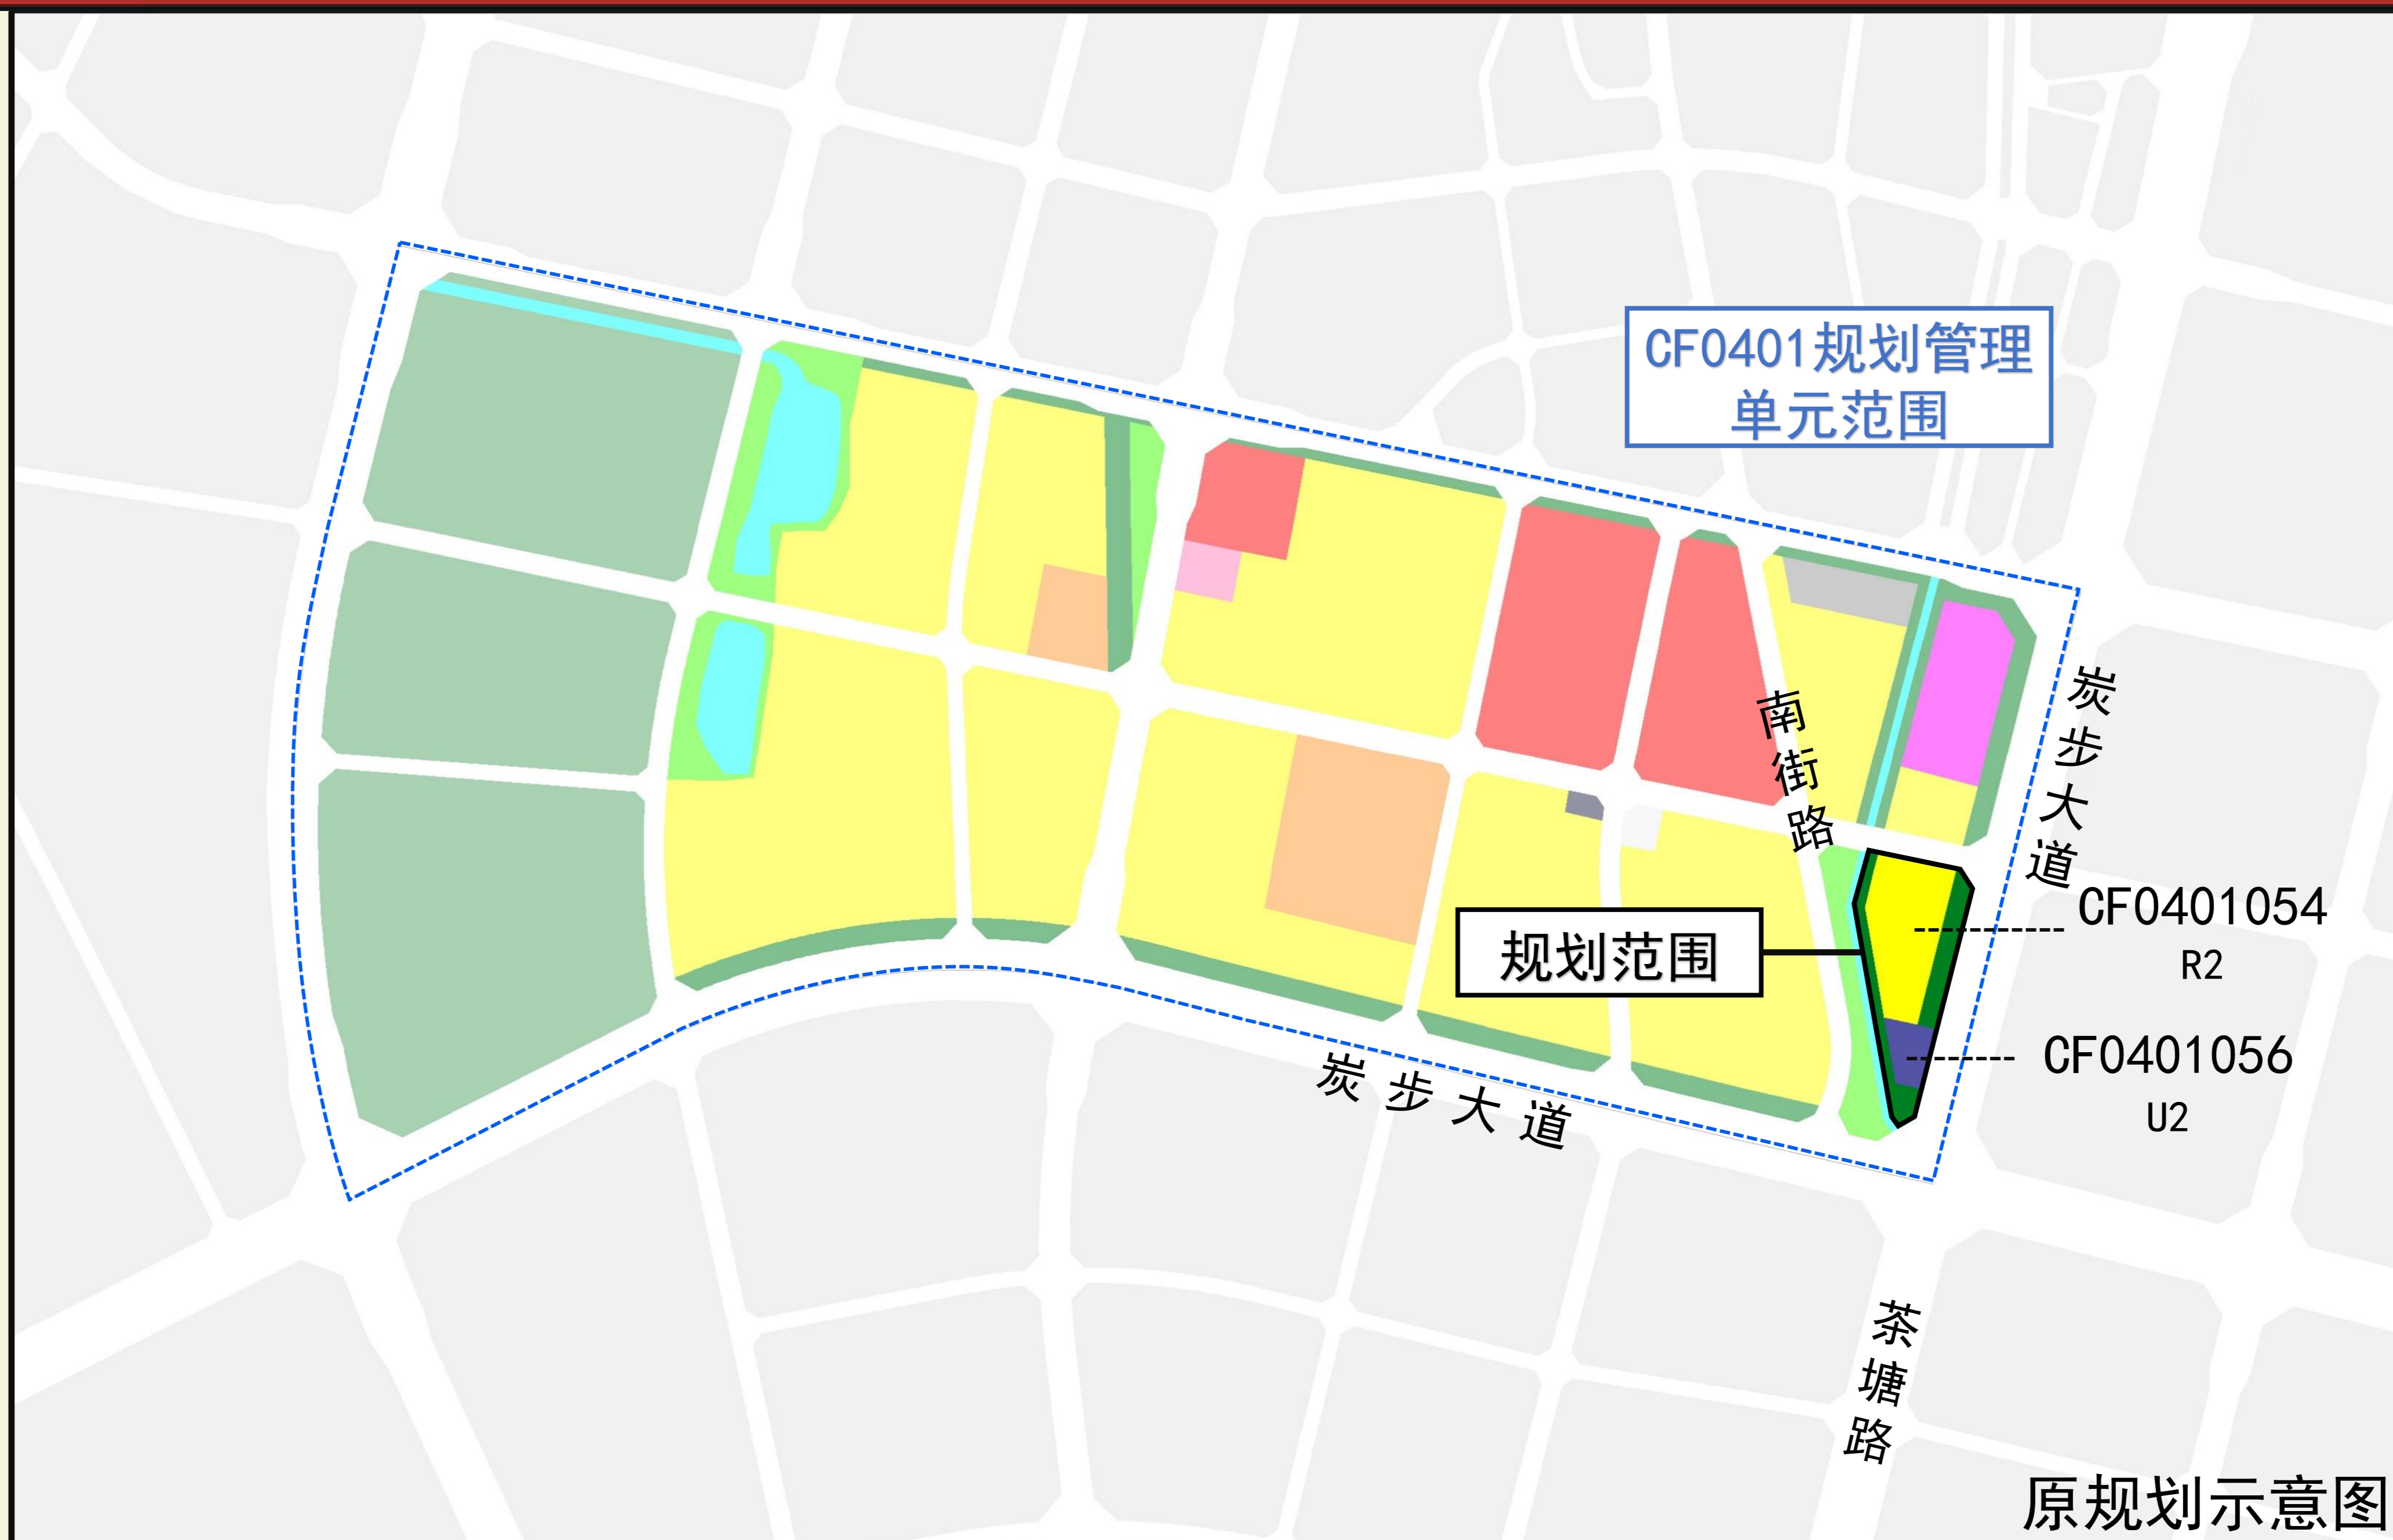 CF0401规划管理
单元范围
南街路
炭步大道
CF0401054
R2
规划范围
CF0401056
U2
炭步大道
茶塘路
原规划示意图